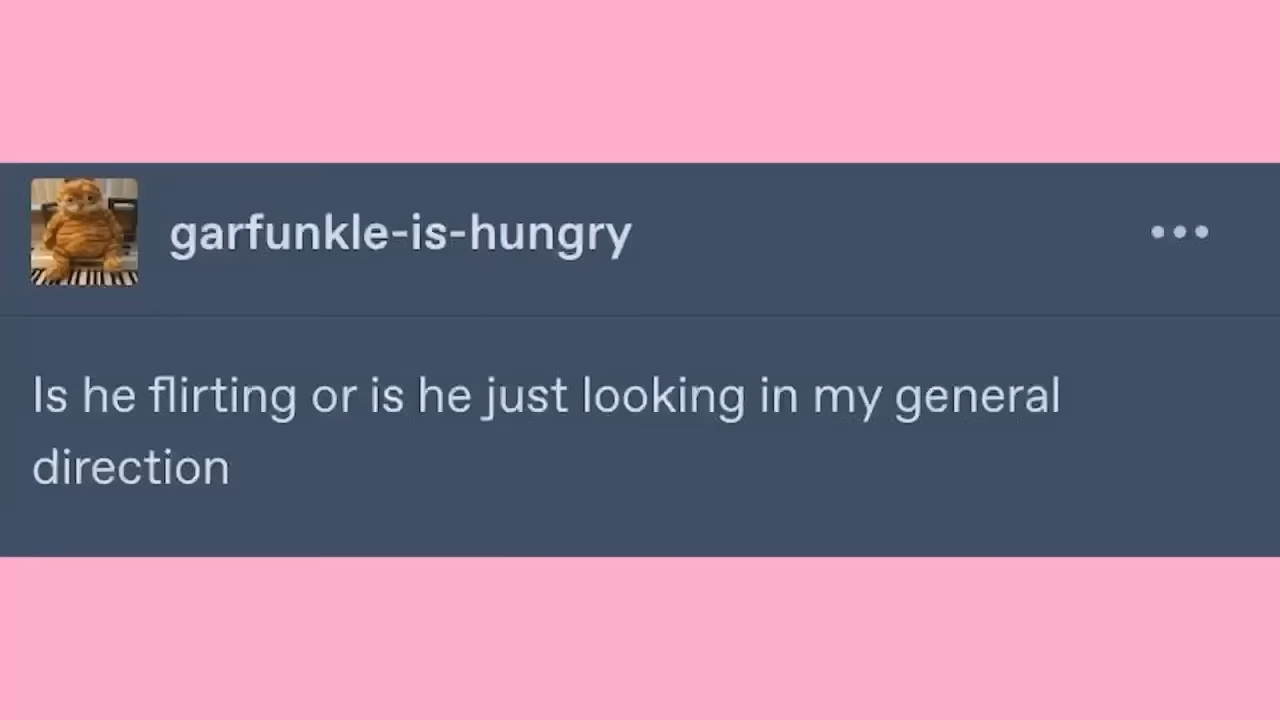 garfunkle-is-hungry
Is he flirting or is he just looking in my general
direction